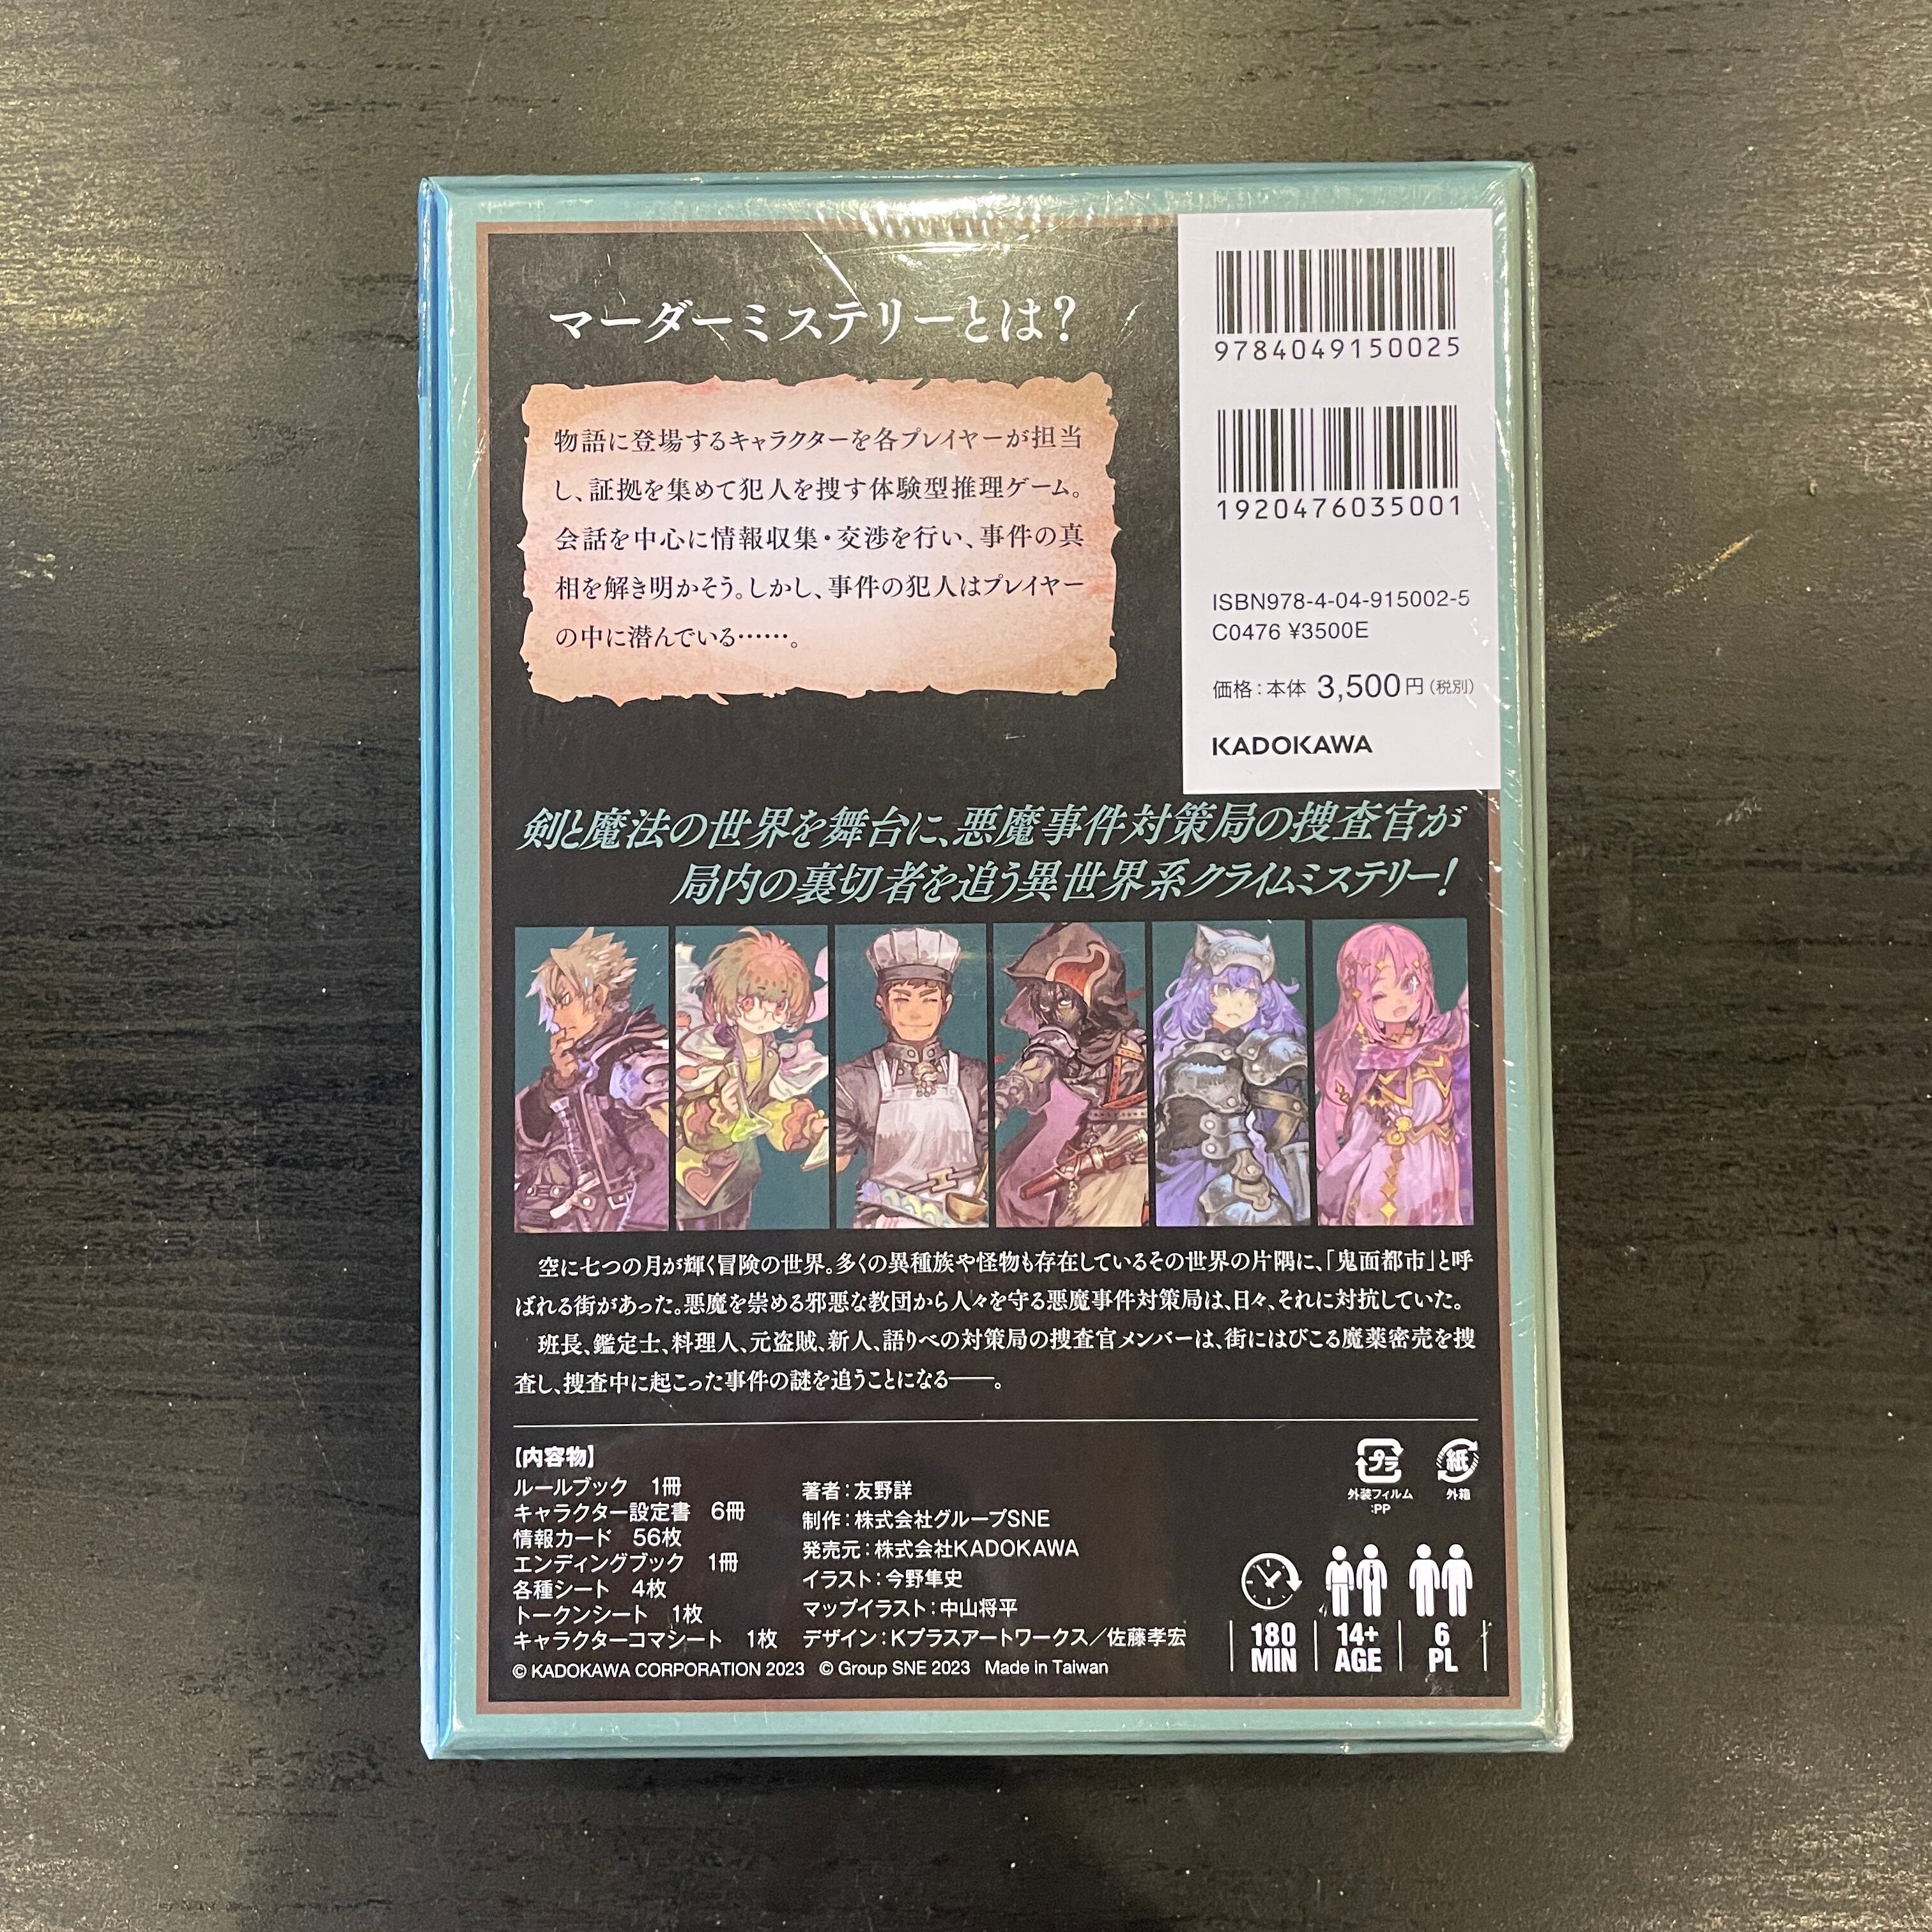 マーダーミステリーとは？
物語に登場するキャラクターを各プレイヤーが担当
し、証拠を集めて犯人を捜す体験型推理ゲーム。
会話を中心に情報収集・交渉を行い、事件の真
相を解き明かそう。しかし、事件の犯人はプレイヤー
の中に潜んでいる……。
9784049150025
1920476035001
ISBN978-4-04-915002-5
C0476 ¥3500E
価格：本体 3,500円（税別）
KADOKAWA
剣と魔法の世界を舞台に、悪魔事件対策局の捜査官が
局内の裏切者を追う異世界系クライムミステリー！
空に七つの月が輝く冒険の世界。多くの異種族や怪物も存在しているその世界の片隅に、「鬼面都市」と呼
ばれる街があった。悪魔を崇める邪悪な教団から人々を守る悪魔事件対策局は、日々、それに対抗していた。
班長、鑑定士、料理人、元盗賊、新人、語りべの対策局の捜査官メンバーは、街にはびこる魔薬密売を捜
査し、捜査中に起こった事件の謎を追うことになる――。
【内容物】
ルールブック　1冊
キャラクター設定書　6冊
情報カード　56枚
エンディングブック　1冊
各種シート　4枚
トークンシート　1枚
キャラクターコマシート　1枚
著者：友野詳
制作：株式会社グループSNE
発売元：株式会社KADOKAWA
イラスト：今野隼史
マップイラスト：中山将平
デザイン：Kプラスアートワークス／佐藤孝宏
© KADOKAWA CORPORATION 2023　© Group SNE 2023　Made in Taiwan
プラ
外装フィルム
:PP
紙
外箱
180
MIN
14+
AGE
6
PL